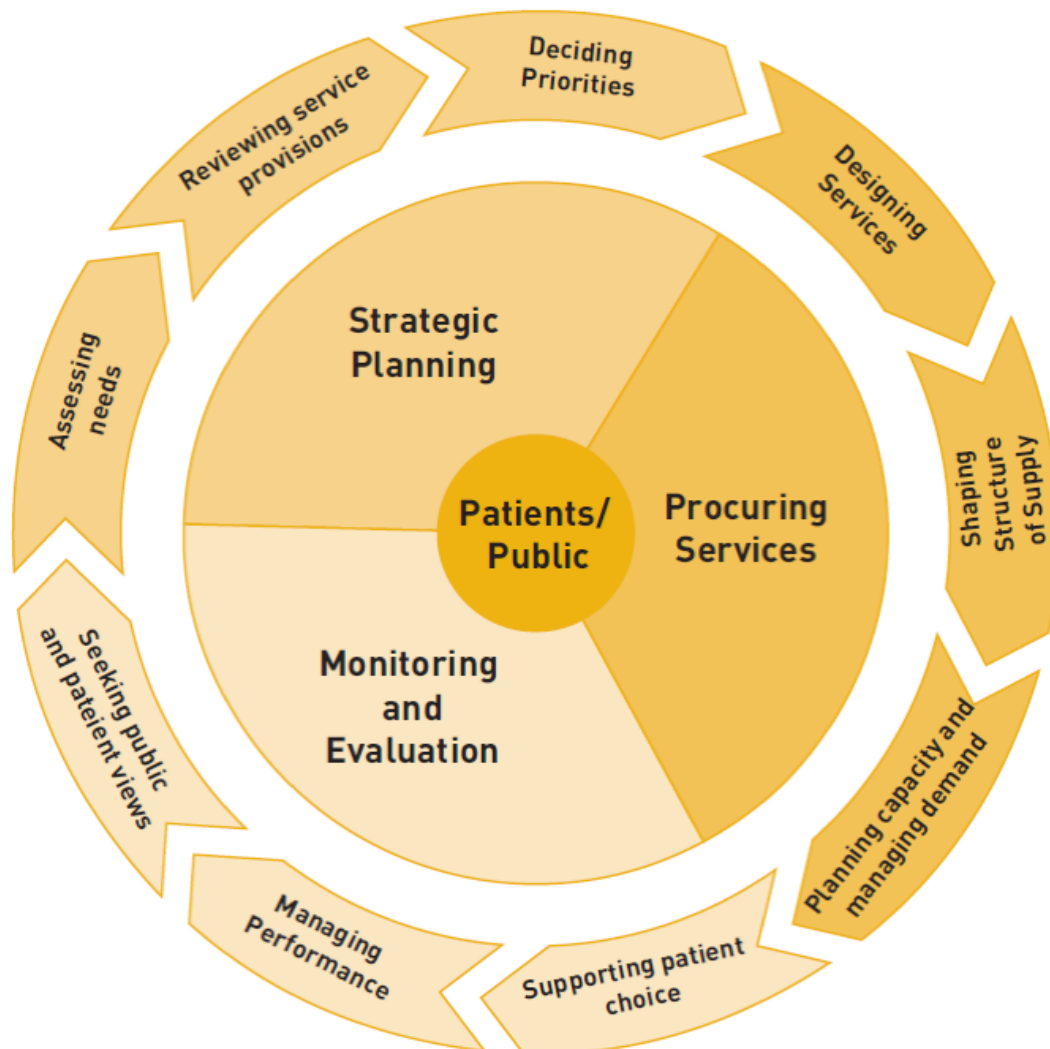 Deciding
Priorities
Designing
Services
Shaping
Structure
of Supply
Planning capacity and
managing demand
Supporting patient
choice
Managing
Performance
Seeking public
and pateient views
Assessing
needs
Reviewing service
provisions
Strategic
Planning
Procuring
Services
Monitoring
and
Evaluation
Patients/
Public